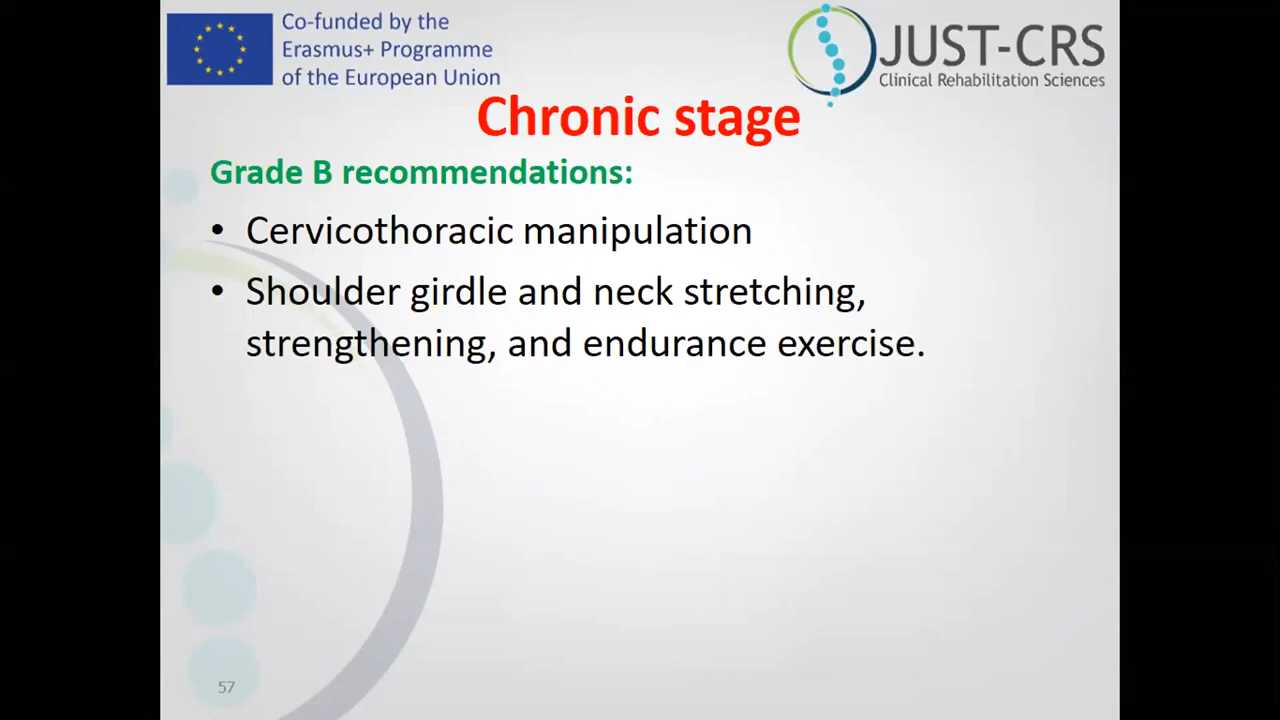 Co-funded by the
Erasmus+ Programme
of the European Union
JUST-CRS
Clinical Rehabilitation Sciences
Chronic stage
Grade B recommendations:
• Cervicothoracic manipulation
• Shoulder girdle and neck stretching,
strengthening, and endurance exercise.
57